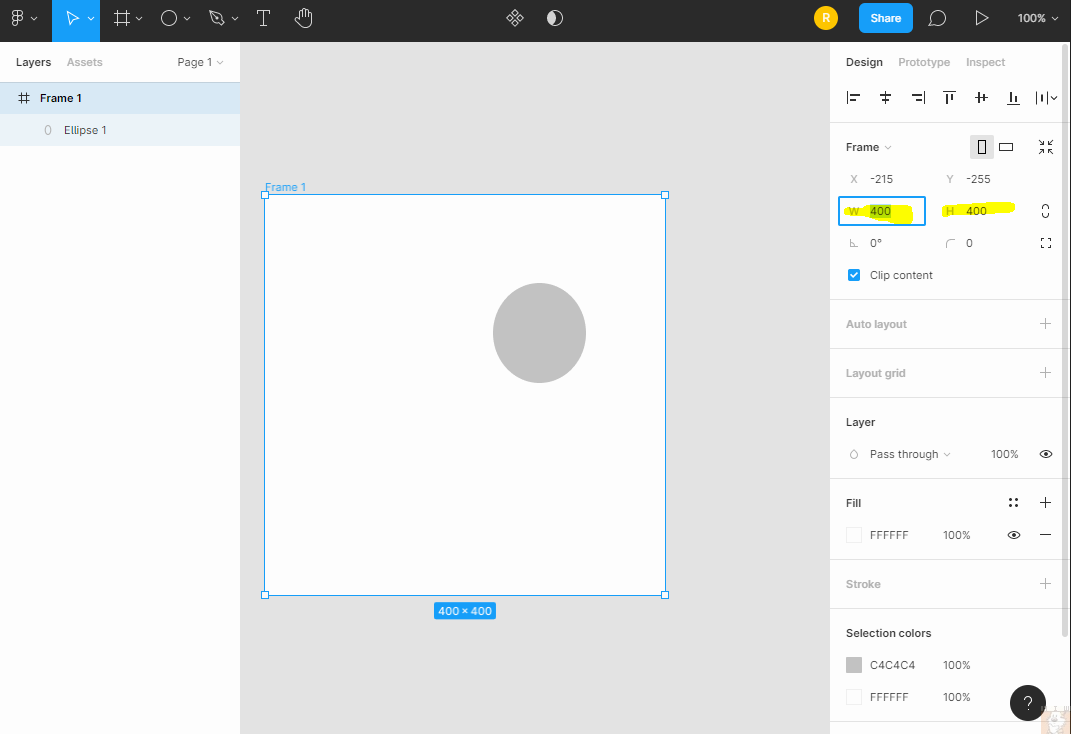 R
Share
100%
Layers
Assets
Page 1
Design
Prototype
Inspect
Frame 1
Ellipse 1
Frame
X -215
Y -255
W 400
H 400
0°
0
Clip content
Auto layout
Layout grid
Layer
Pass through
100%
Fill
FFFFFF
100%
Stroke
Selection colors
C4C4C4
100%
FFFFFF
100%
Frame 1
400 × 400
?